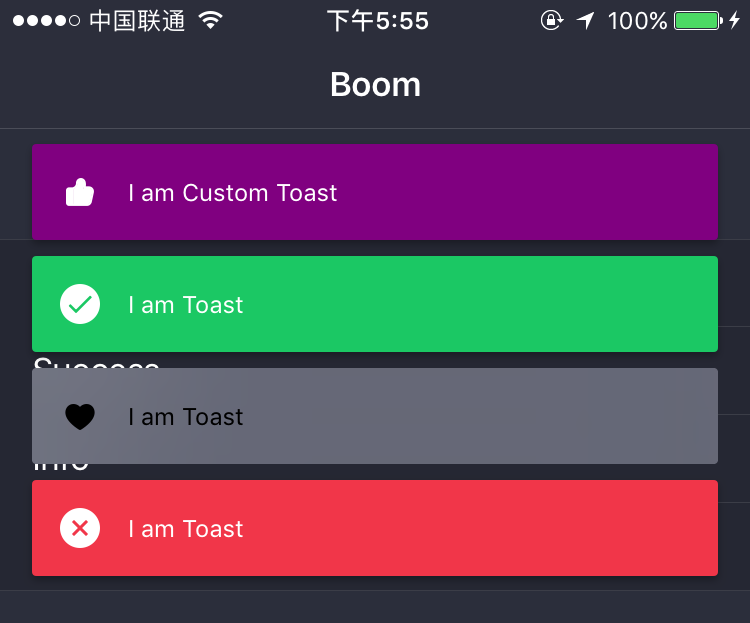 中国联通 下午5:55 100%
Boom
I am Custom Toast
I am Toast
Success
I am Toast
Info
I am Toast